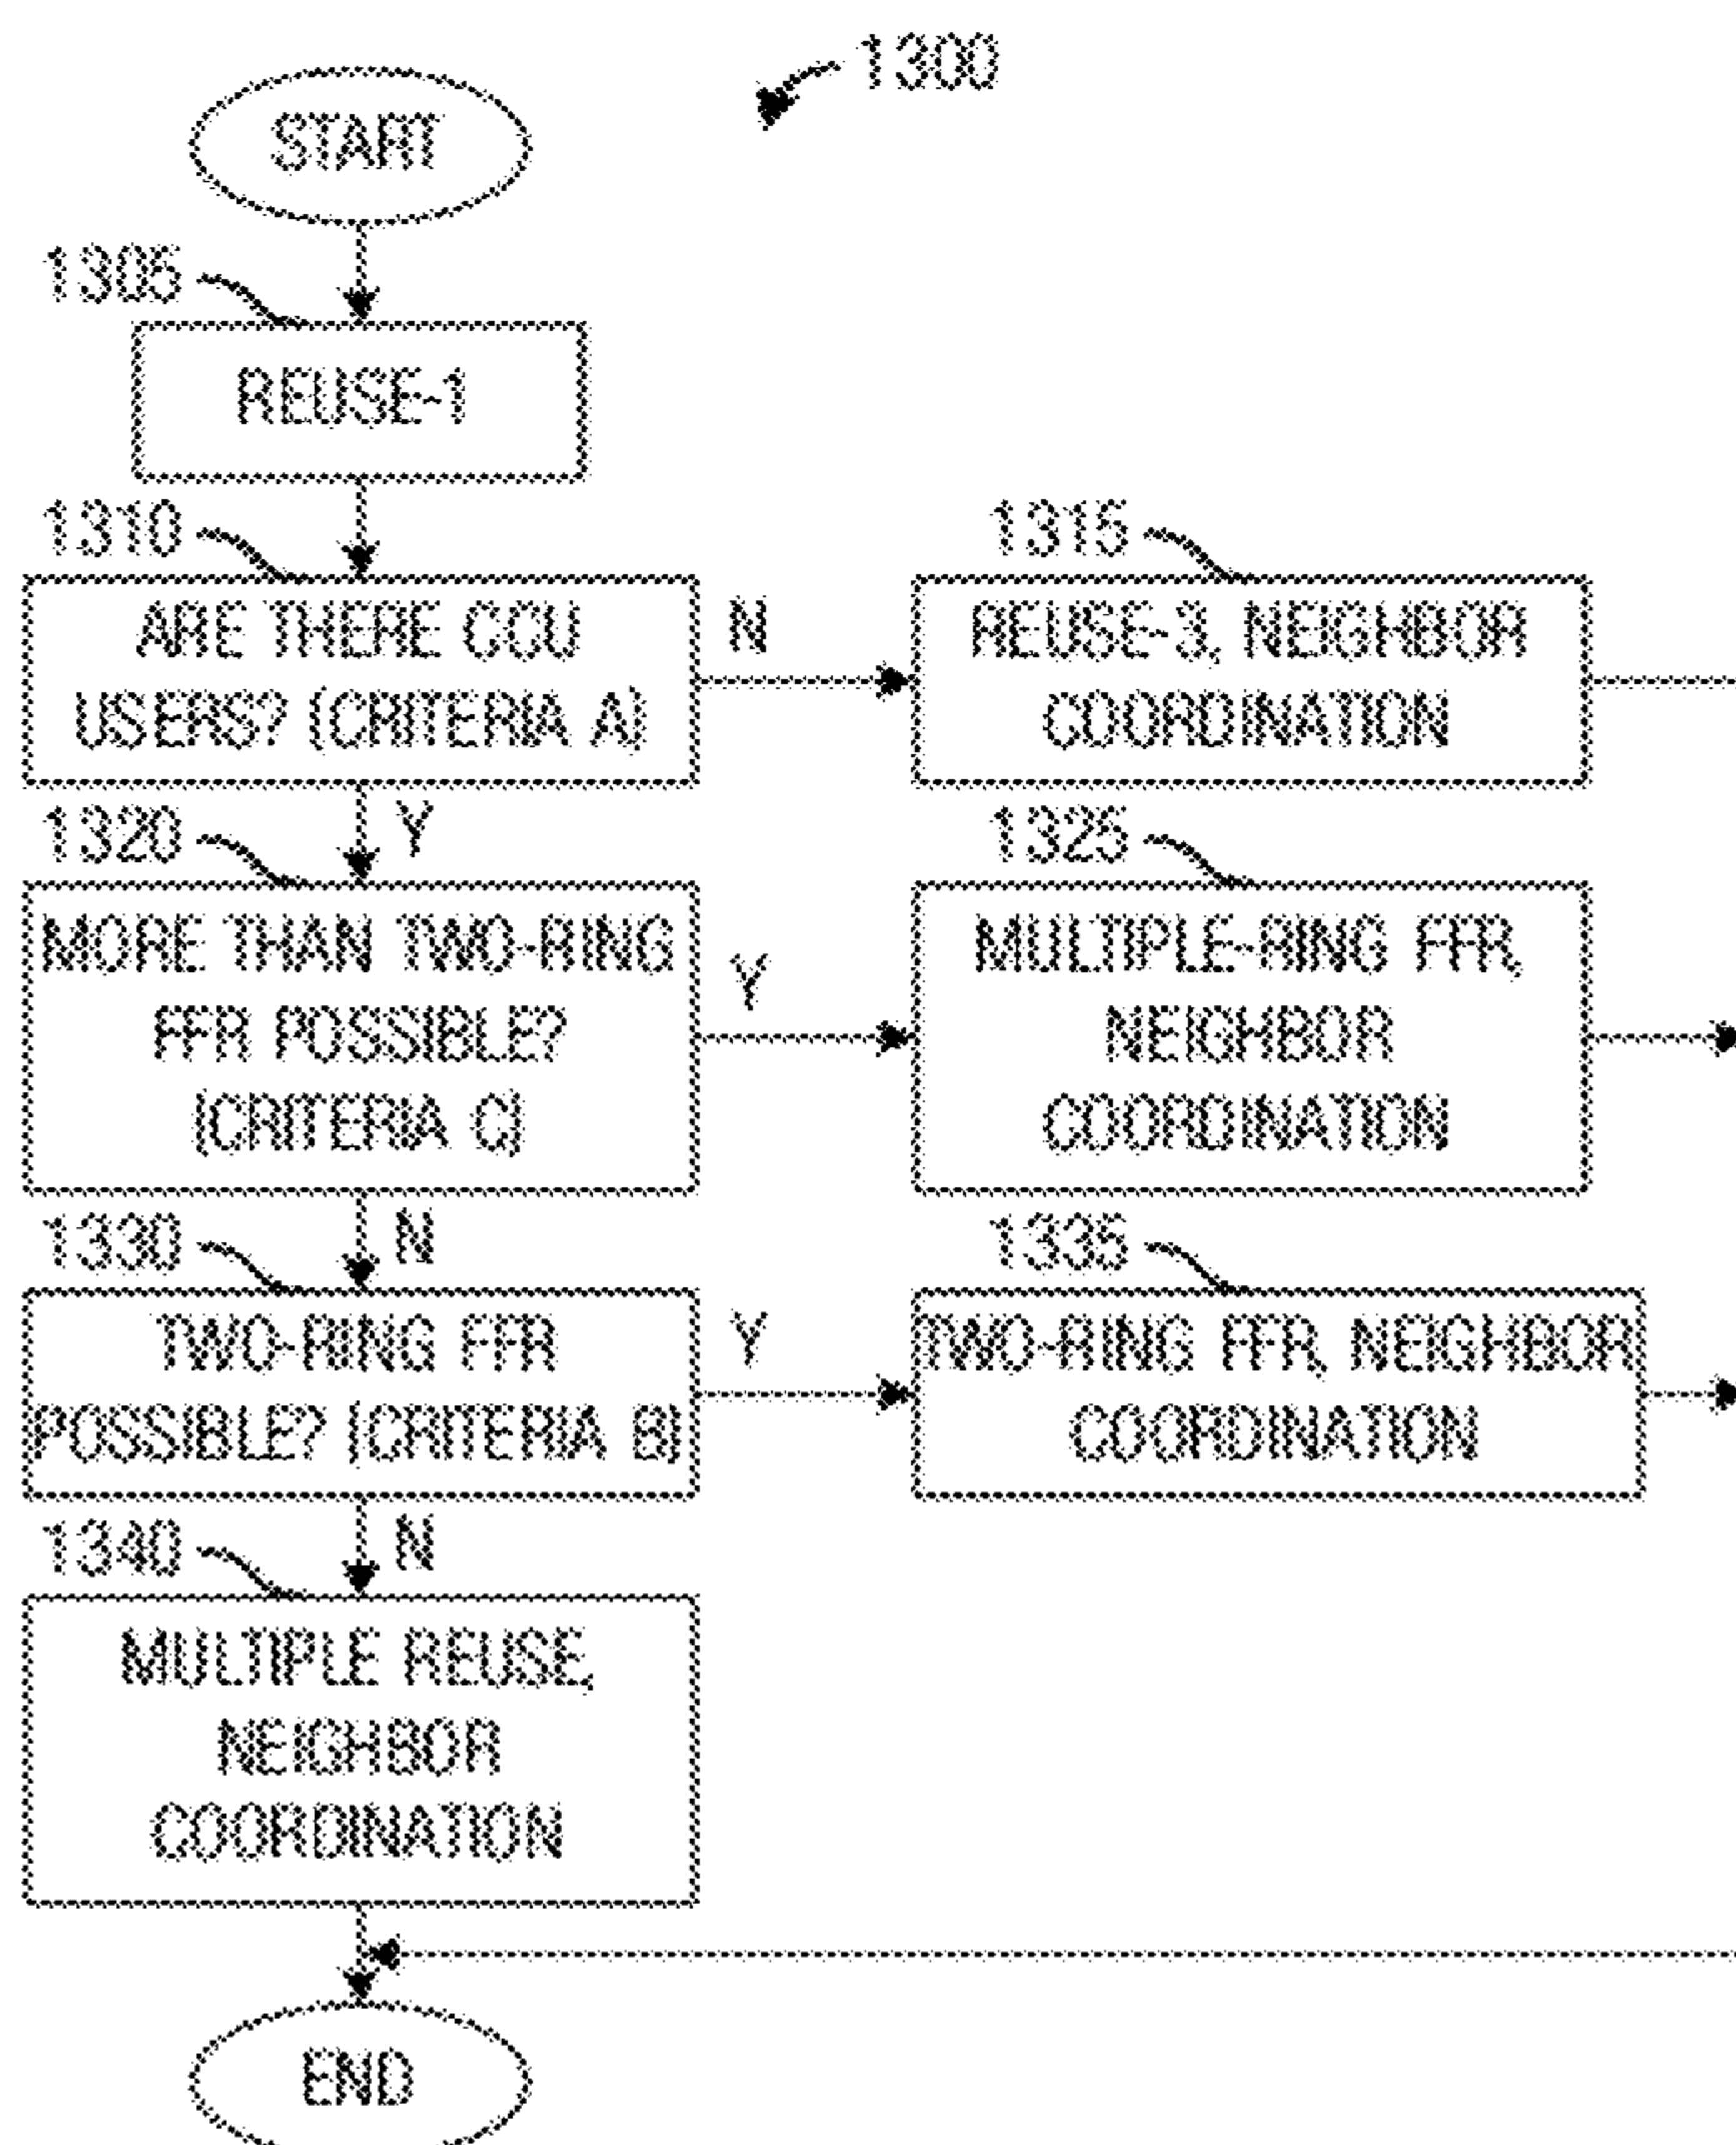 1300
START
1305
REUSE-1
1310
ARE THERE CCU
USERS? (CRITERIA A)
N
1315
REUSE-3, NEIGHBOR
COORDINATION
Y
1320
MORE THAN TWO-RING
FFR POSSIBLE?
(CRITERIA C)
Y
1325
MULTIPLE-RING FFR,
NEIGHBOR
COORDINATION
N
1330
TWO-RING FFR
POSSIBLE? (CRITERIA B)
Y
1335
TWO-RING FFR, NEIGHBOR
COORDINATION
N
1340
MULTIPLE REUSE,
NEIGHBOR
COORDINATION
END